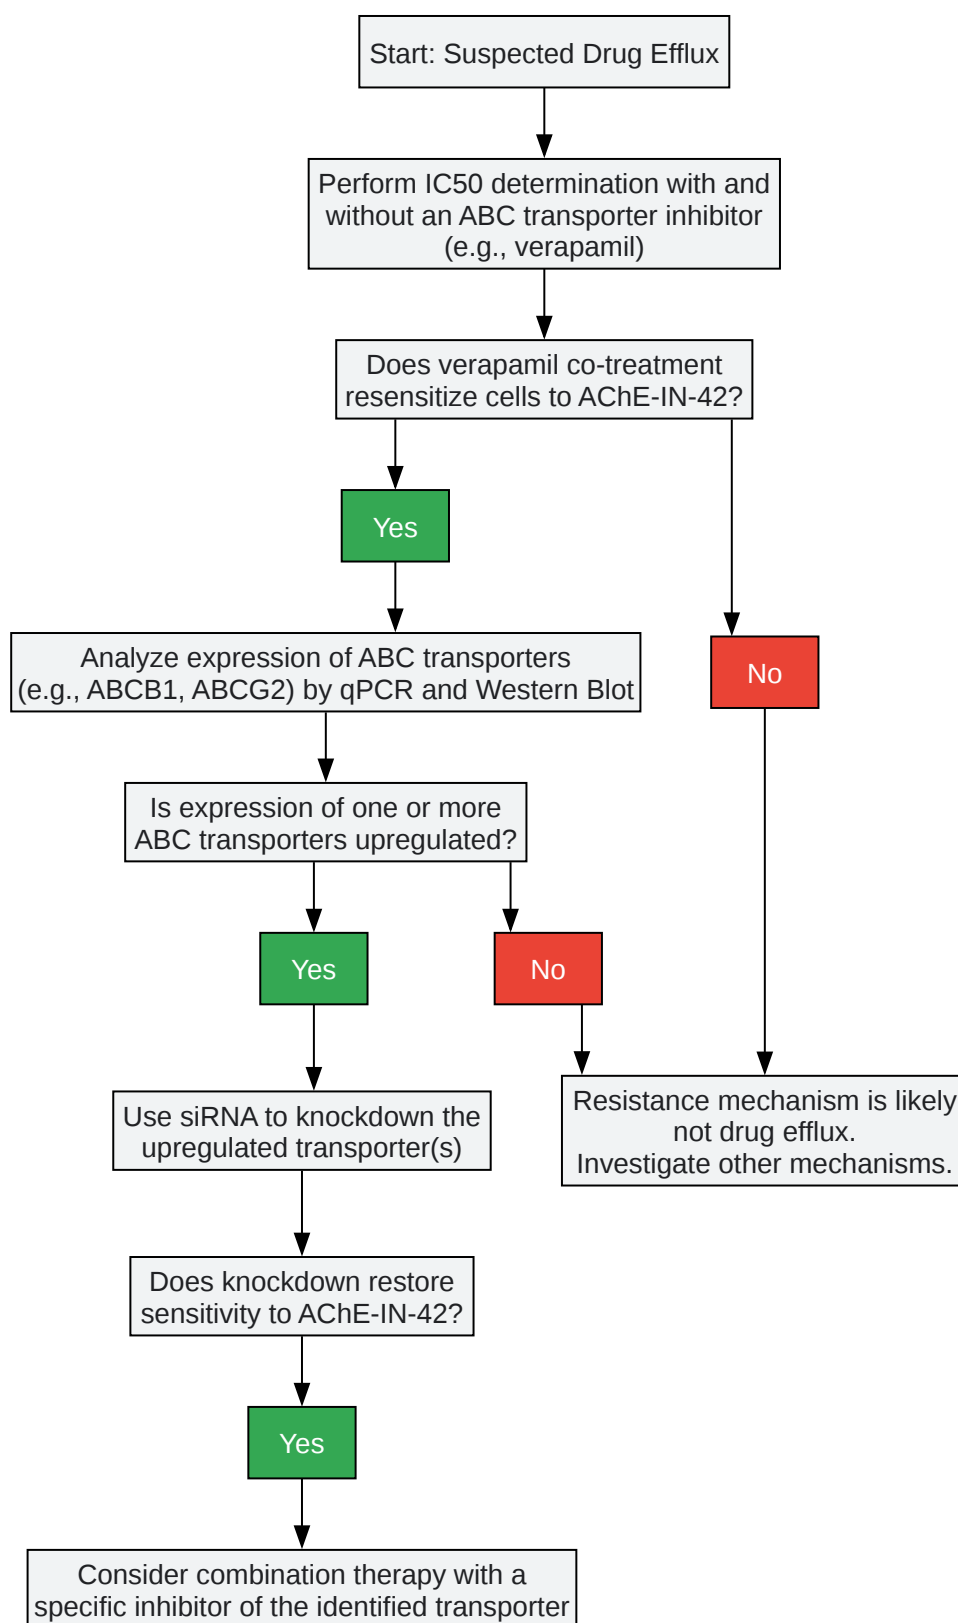 Start: Suspected Drug Efflux
Perform IC50 determination with and
without an ABC transporter inhibitor
(e.g., verapamil)
Does verapamil co-treatment
resensitize cells to AChE-IN-42?
Yes
Analyze expression of ABC transporters
(e.g., ABCB1, ABCG2) by qPCR and Western Blot
No
Is expression of one or more
ABC transporters upregulated?
Yes
No
Use siRNA to knockdown the
upregulated transporter(s)
Resistance mechanism is likely
not drug efflux.
Investigate other mechanisms.
Does knockdown restore
sensitivity to AChE-IN-42?
Yes
Consider combination therapy with a
specific inhibitor of the identified transporter